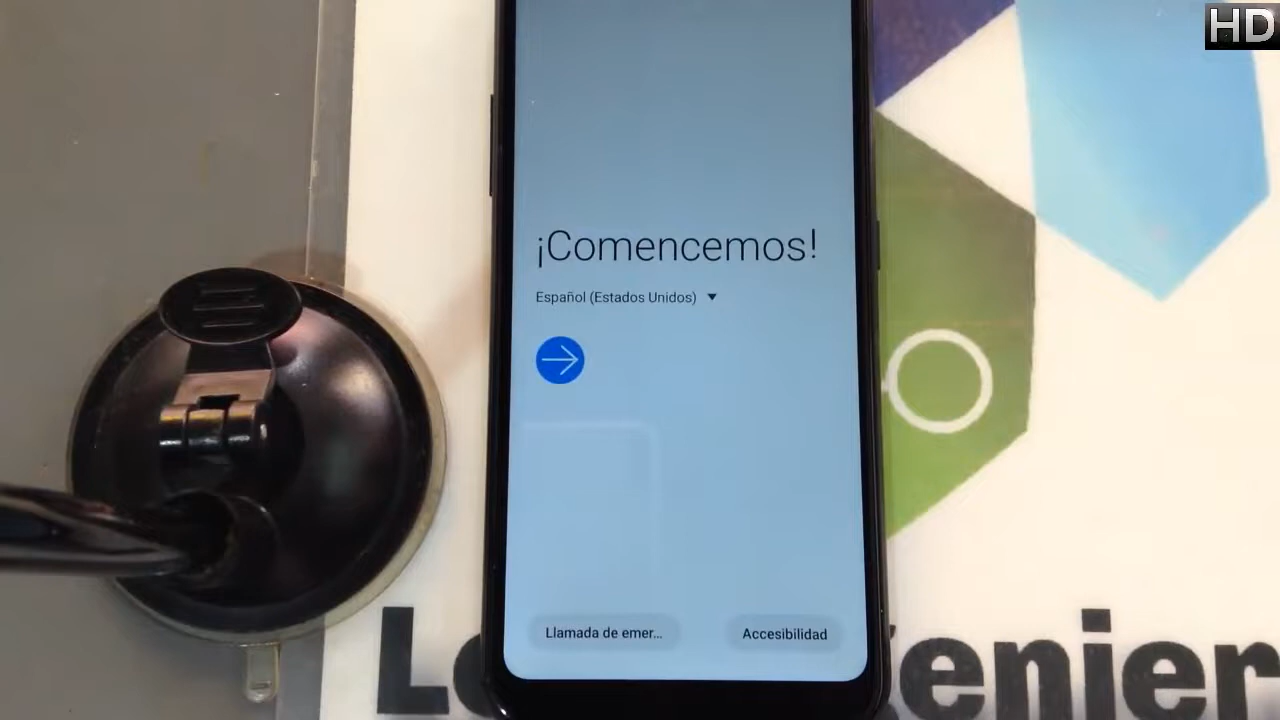 HD
¡Comencemos!
Español (Estados Unidos)
Llamada de emer...
Accesibilidad